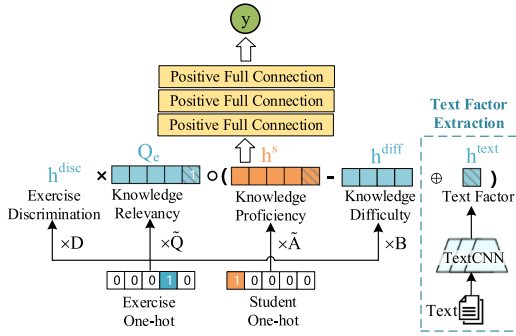 y
Positive Full Connection
Positive Full Connection
Positive Full Connection
Text Factor
Extraction
h^disc × Q_e 1 ○ ( h^s - h^diff ⊕ h^text )
Exercise Discrimination
Knowledge Relevancy
Knowledge Proficiency
Knowledge Difficulty
Text Factor
×D
×Q̃
×Ã
×B
TextCNN
0 0 0 1 0
1 0 0 0 0
Exercise One-hot
Student One-hot
Text